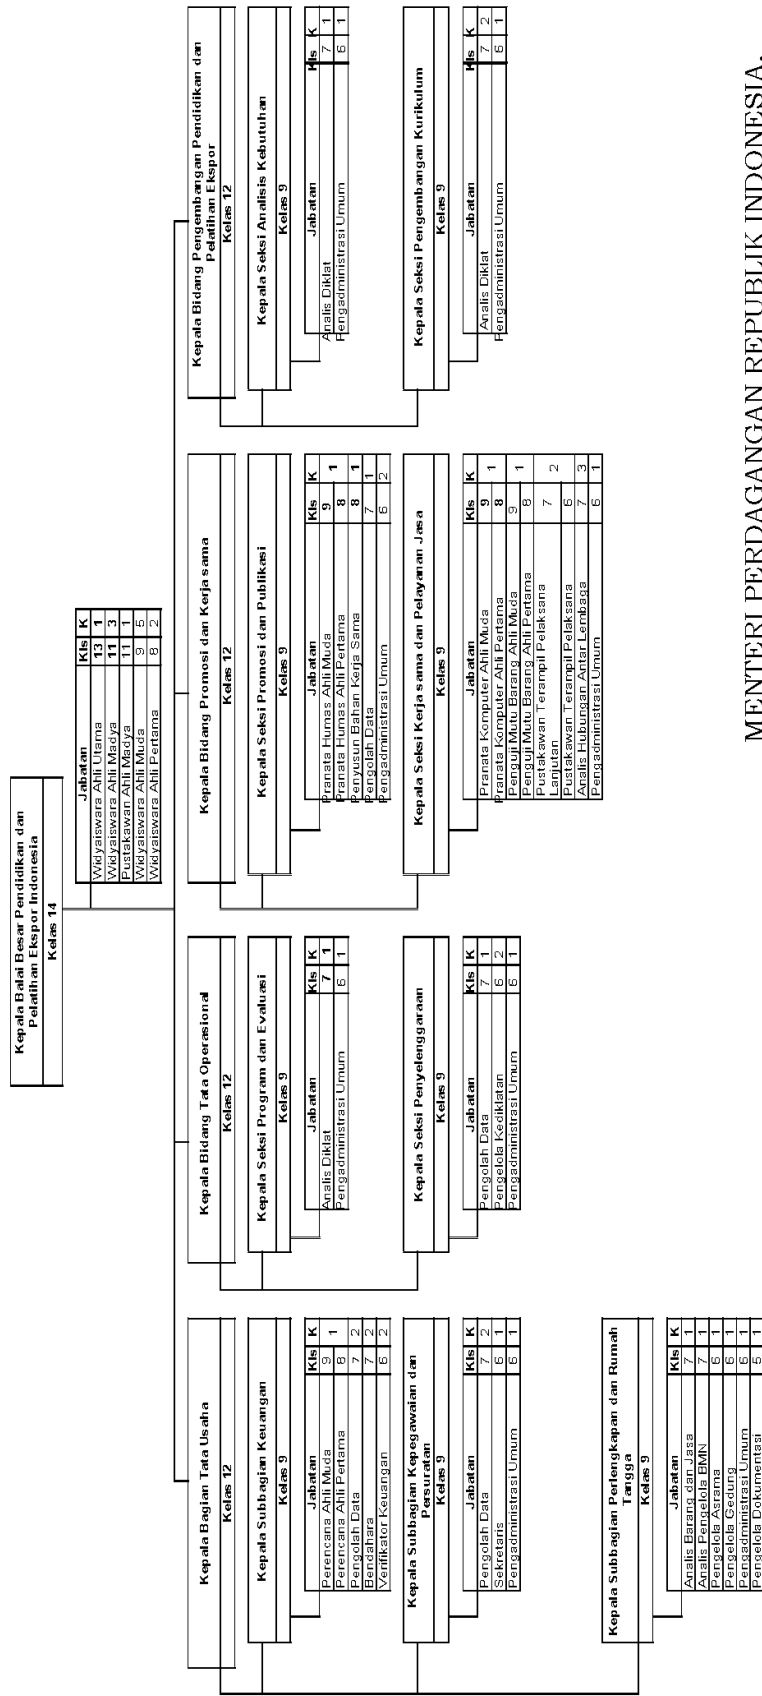 Kepala Balai Besar Pendidikan dan
Pelatihan Ekspor Indonesia
Kelas 14
Jabatan Kls K
Widyaiswara Ahli Utama 13 1
Widyaiswara Ahli Madya 11 3
Pustakawan Ahli Madya 11 1
Widyaiswara Ahli Muda 9 5
Widyaiswara Ahli Pertama 8 2
Kepala Bagian Tata Usaha
Kelas 12
Kepala Subbagian Keuangan
Kelas 9
Jabatan Kls K
Perencana Ahli Muda 9 1
Perencana Ahli Pertama 8
Pengolah Data 7 2
Bendahara 7 2
Verifikator Keuangan 6 2
Kepala Subbagian Kepegawaian dan
Persuratan
Kelas 9
Jabatan Kls K
Pengolah Data 7 2
Sekretaris 6 1
Pengadministrasi Umum 6 1
Kepala Subbagian Perlengkapan dan Rumah
Tangga
Kelas 9
Jabatan Kls K
Analis Barang dan Jasa 7 1
Analis Pengelola BMN 7 1
Pengelola Asrama 6 1
Pengelola Gedung 6 1
Pengadministrasi Umum 6 1
Pengelola Dokumentasi 5 1
Kepala Bidang Tata Operasional
Kelas 12
Kepala Seksi Program dan Evaluasi
Kelas 9
Jabatan Kls K
Analis Diklat 7 1
Pengadministrasi Umum 6 1
Kepala Seksi Penyelenggaraan
Kelas 9
Jabatan Kls K
Pengolah Data 7 1
Pengelola Kediklatan 6 2
Pengadministrasi Umum 6 1
Kepala Bidang Promosi dan Kerja sama
Kelas 12
Kepala Seksi Promosi dan Publikasi
Kelas 9
Jabatan Kls K
Pranata Humas Ahli Muda 9 1
Pranata Humas Ahli Pertama 8
Penyusun Bahan Kerja Sama 8 1
Pengolah Data 7 1
Pengadministrasi Umum 6 2
Kepala Seksi Kerja sama dan Pelayanan Jasa
Kelas 9
Jabatan Kls K
Pranata Komputer Ahli Muda 9 1
Pranata Komputer Ahli Pertama 8
Penguji Mutu Barang Ahli Muda 9 1
Penguji Mutu Barang Ahli Pertama 8
Pustakawan Terampil Pelaksana
Lanjutan 7 2
Pustakawan Terampil Pelaksana 6
Analis Hubungan Antar Lembaga 7 3
Pengadministrasi Umum 6 1
Kepala Bidang Pengembangan Pendidikan dan
Pelatihan Ekspor
Kelas 12
Kepala Seksi Analisis Kebutuhan
Kelas 9
Jabatan Kls K
Analis Diklat 7 1
Pengadministrasi Umum 6 1
Kepala Seksi Pengembangan Kurikulum
Kelas 9
Jabatan Kls K
Analis Diklat 7 2
Pengadministrasi Umum 6 1
MENTERI PERDAGANGAN REPUBLIK INDONESIA,